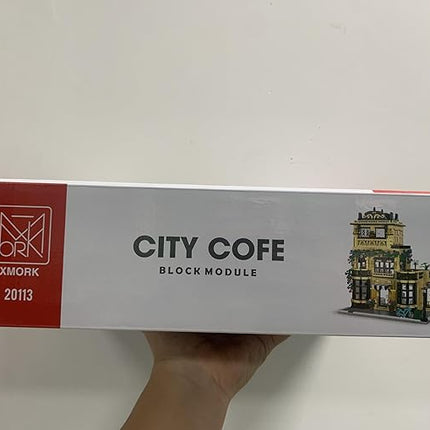 XMORK
20113
CITY COFE
BLOCK MODULE